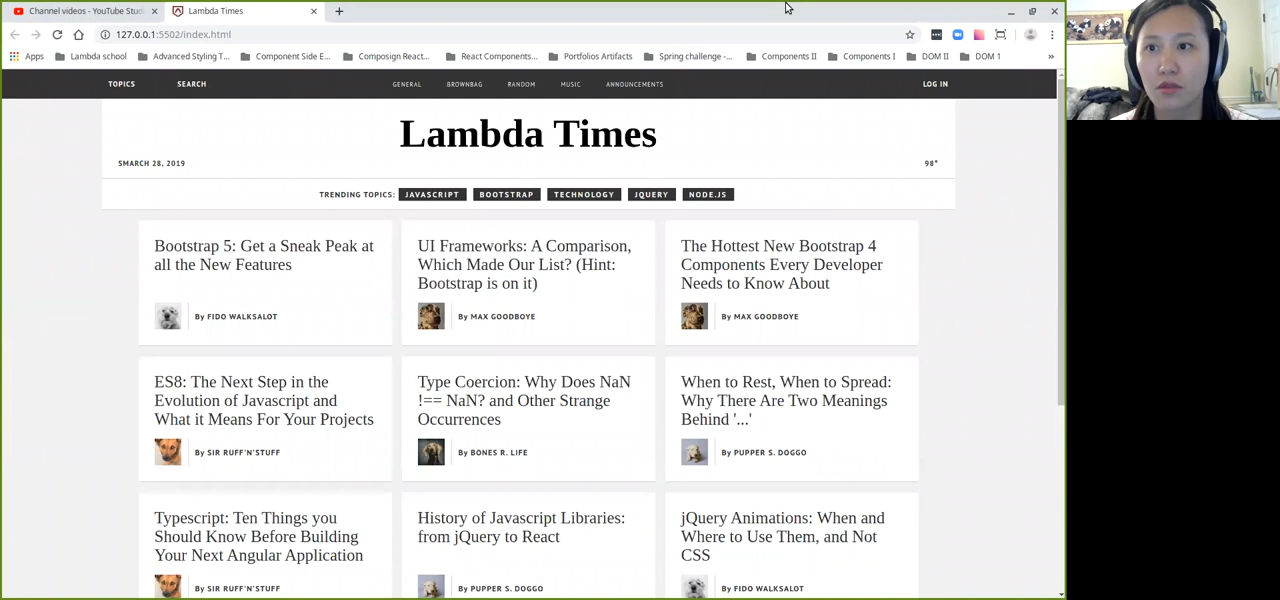 Channel videos - YouTube Stud
Lambda Times
127.0.0.1:5502/index.html
Apps
Lambda school
Advanced Styling T...
Component Side E...
Composign React...
React Components...
Portfolios Artifacts
Spring challenge -...
Components II
Components I
DOM II
DOM 1
»
TOPICS
SEARCH
GENERAL
BROWNBAG
RANDOM
MUSIC
ANNOUNCEMENTS
LOG IN
Lambda Times
SMARCH 28, 2019
98°
TRENDING TOPICS: JAVASCRIPT BOOTSTRAP TECHNOLOGY JQUERY NODE.JS
Bootstrap 5: Get a Sneak Peak at
all the New Features
By FIDO WALKSALOT
UI Frameworks: A Comparison,
Which Made Our List? (Hint:
Bootstrap is on it)
By MAX GOODBOYE
The Hottest New Bootstrap 4
Components Every Developer
Needs to Know About
By MAX GOODBOYE
ES8: The Next Step in the
Evolution of Javascript and
What it Means For Your Projects
By SIR RUFF'N'STUFF
Type Coercion: Why Does NaN
!== NaN? and Other Strange
Occurrences
By BONES R. LIFE
When to Rest, When to Spread:
Why There Are Two Meanings
Behind '...'
By PUPPER S. DOGGO
Typescript: Ten Things you
Should Know Before Building
Your Next Angular Application
By SIR RUFF'N'STUFF
History of Javascript Libraries:
from jQuery to React
By PUPPER S. DOGGO
jQuery Animations: When and
Where to Use Them, and Not
CSS
By FIDO WALKSALOT